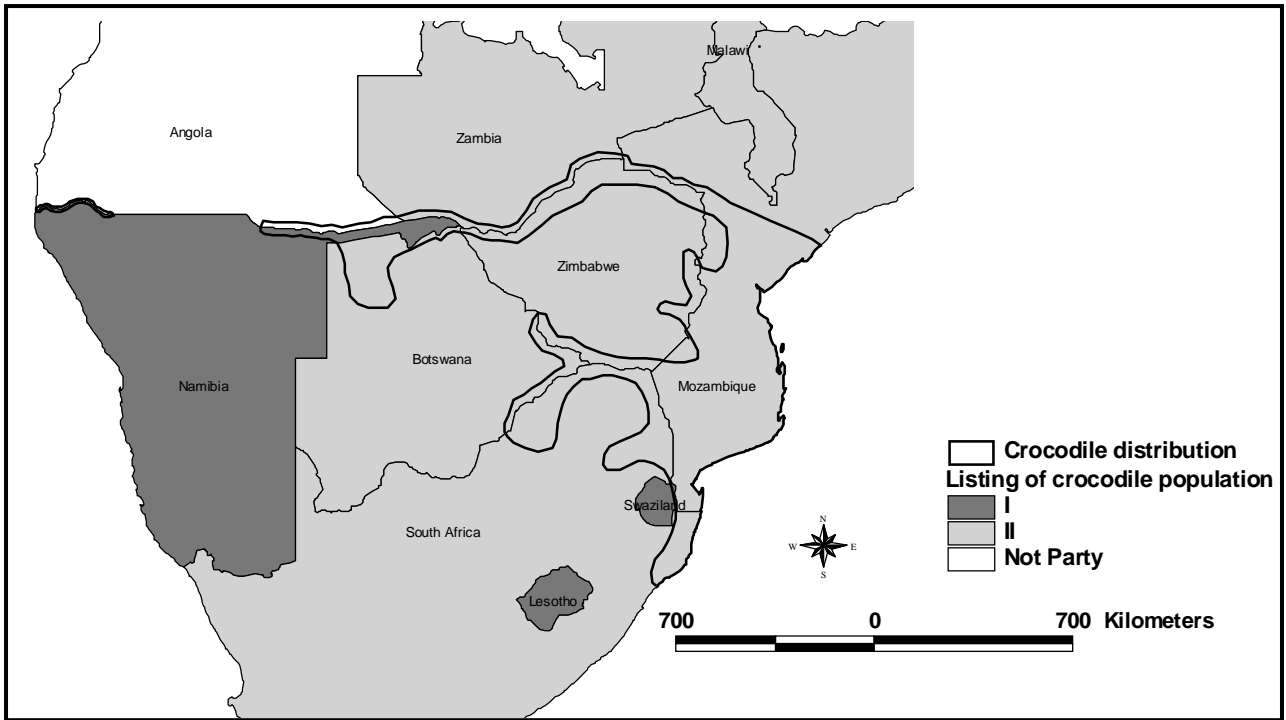 Malawi
Angola
Zambia
Zimbabwe
Botswana
Namibia
Mozambique
Swaziland
South Africa
Lesotho
N
W E
S
Crocodile distribution
Listing of crocodile population
I
II
Not Party
700 0 700 Kilometers